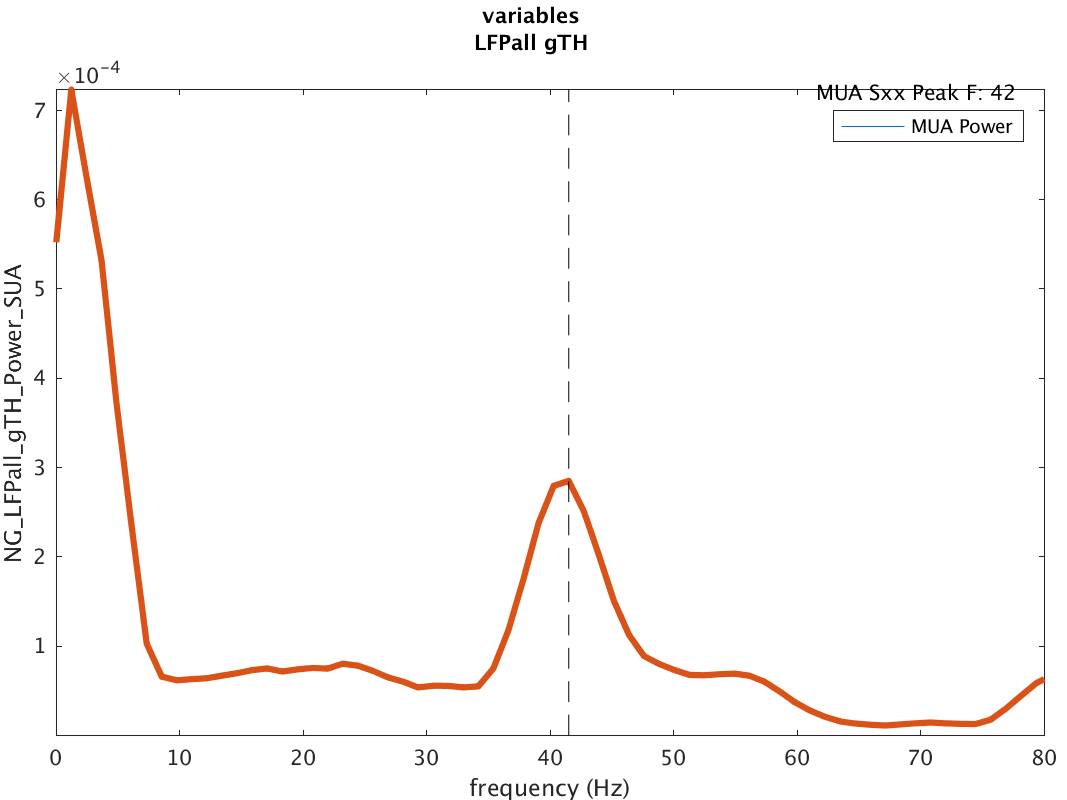 variables
LFPall gTH
×10⁻⁴
MUA Sxx Peak F: 42
MUA Power
7
6
5
4
3
2
1
NG_LFPall_gTH_Power_SUA
0 10 20 30 40 50 60 70 80
frequency (Hz)